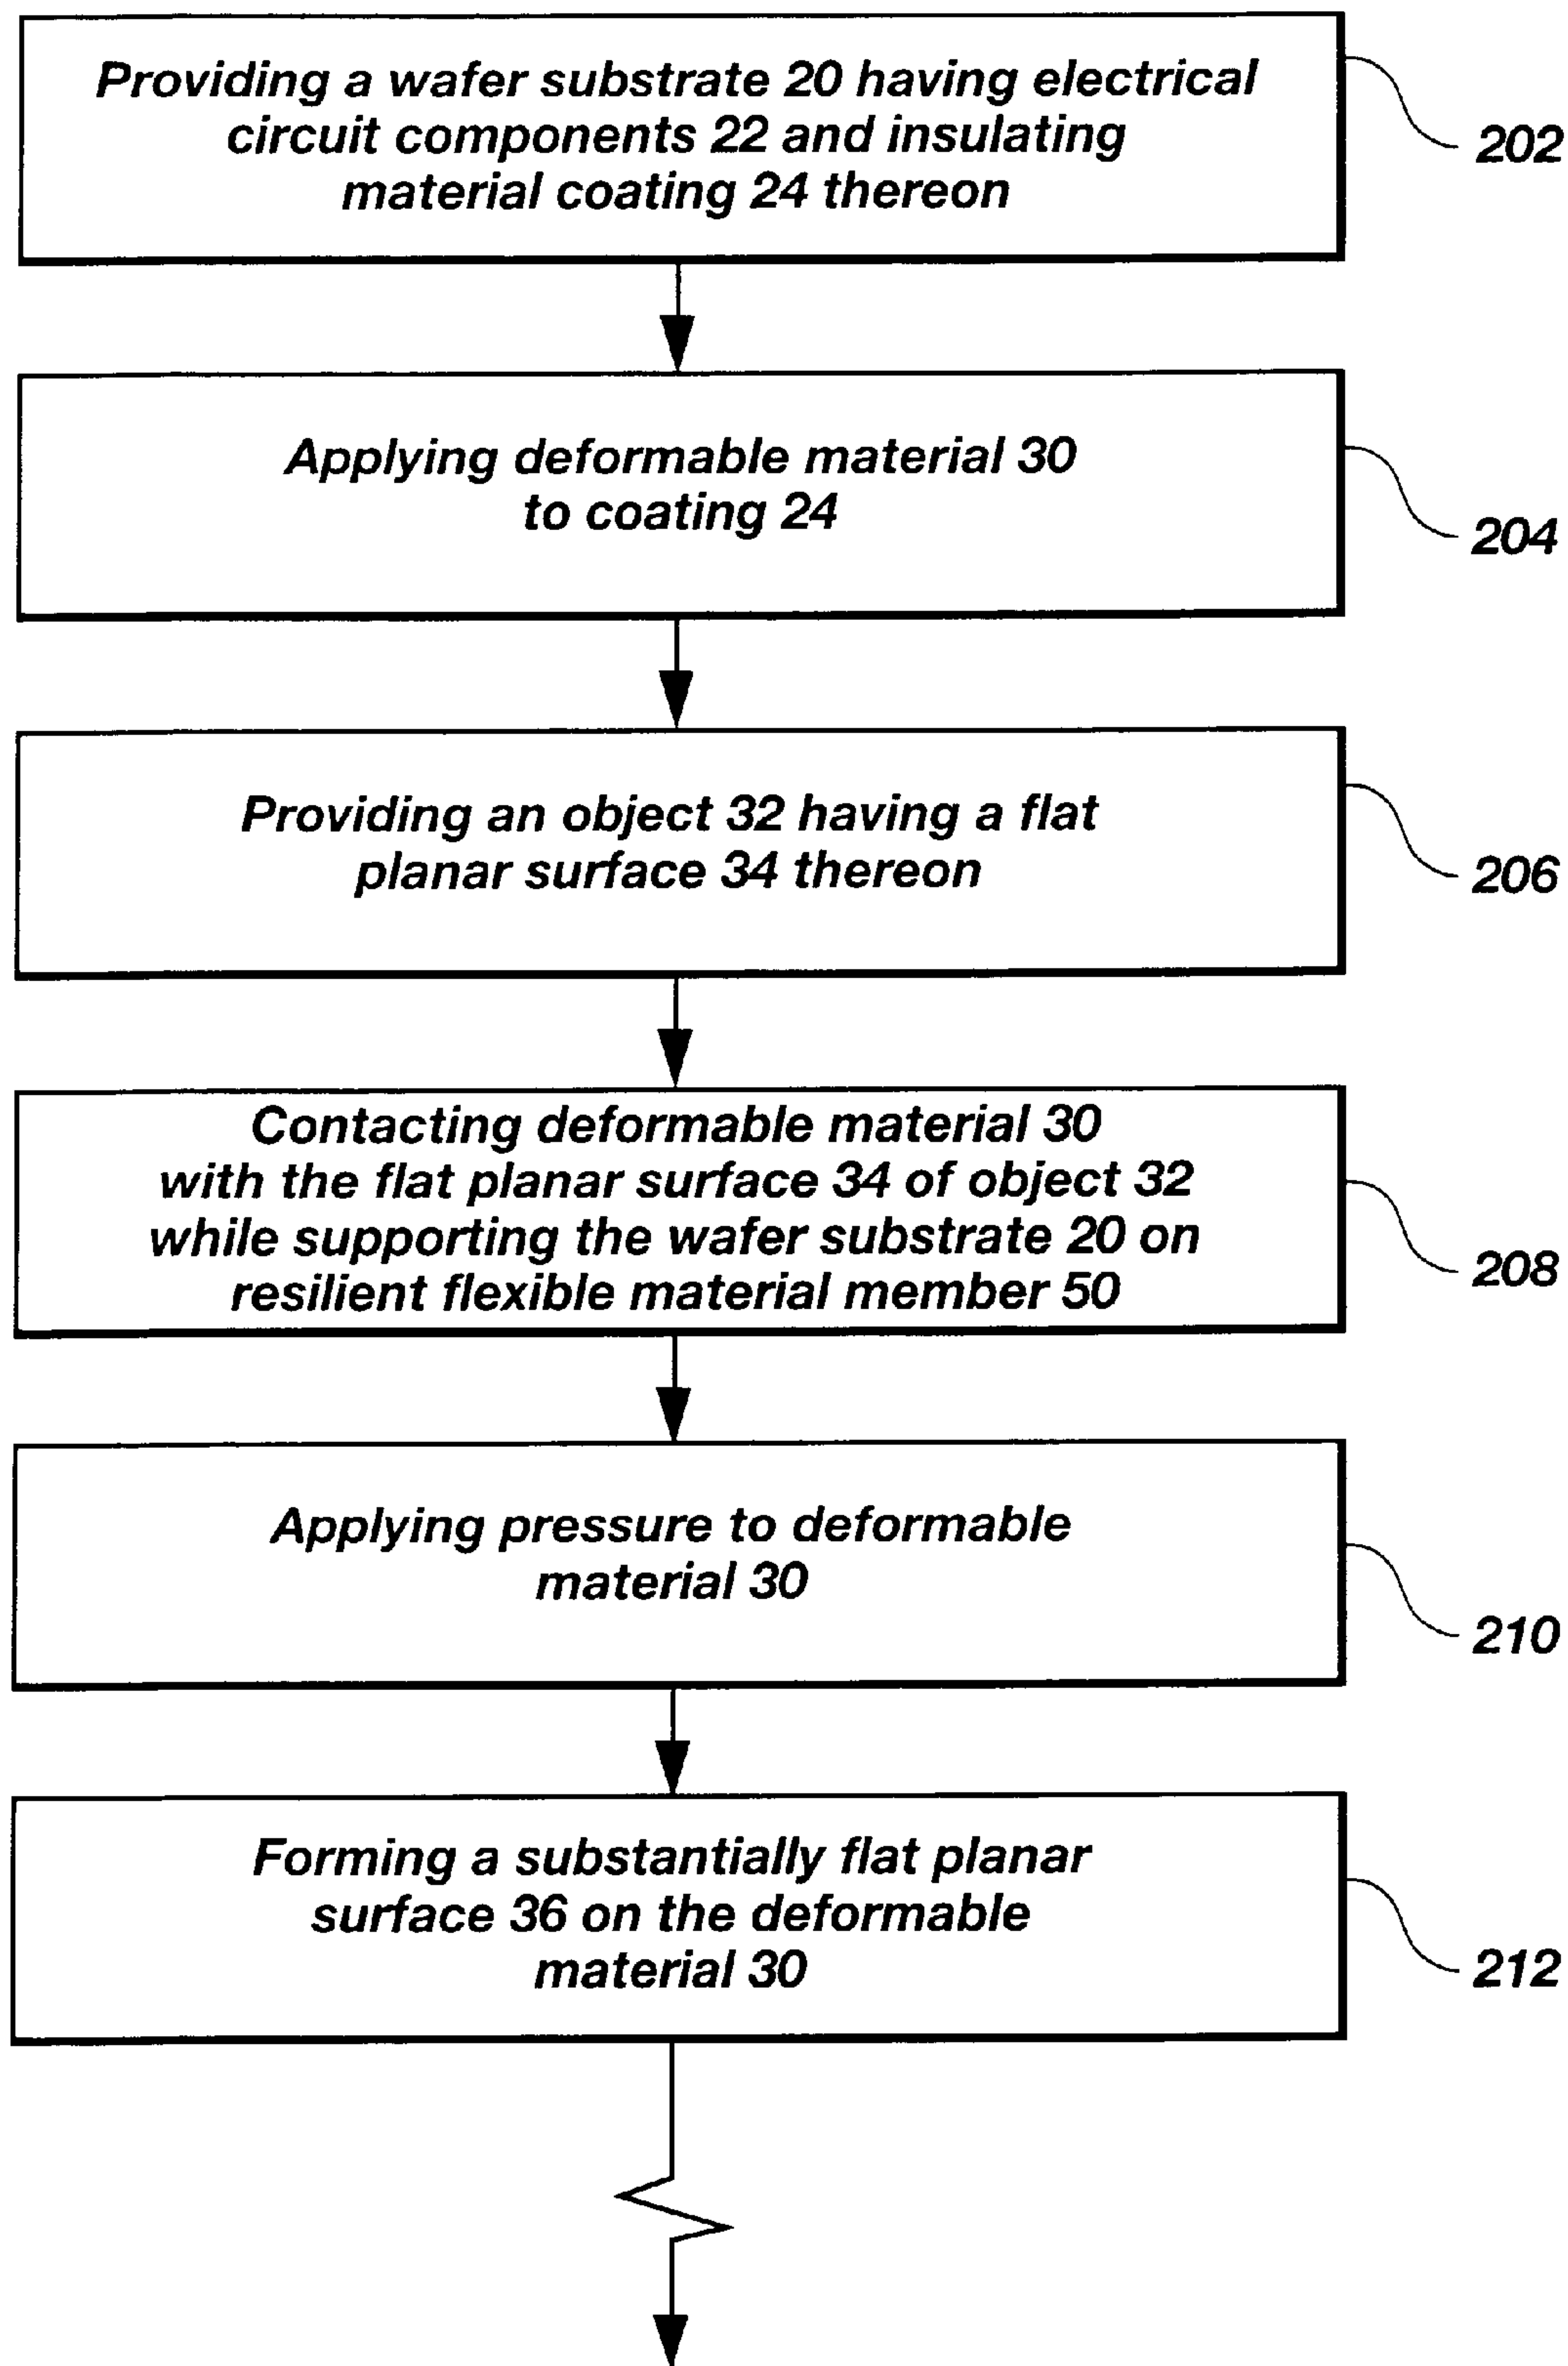 Providing a wafer substrate 20 having electrical
circuit components 22 and insulating
material coating 24 thereon
202
Applying deformable material 30
to coating 24
204
Providing an object 32 having a flat
planar surface 34 thereon
206
Contacting deformable material 30
with the flat planar surface 34 of object 32
while supporting the wafer substrate 20 on
resilient flexible material member 50
208
Applying pressure to deformable
material 30
210
Forming a substantially flat planar
surface 36 on the deformable
material 30
212